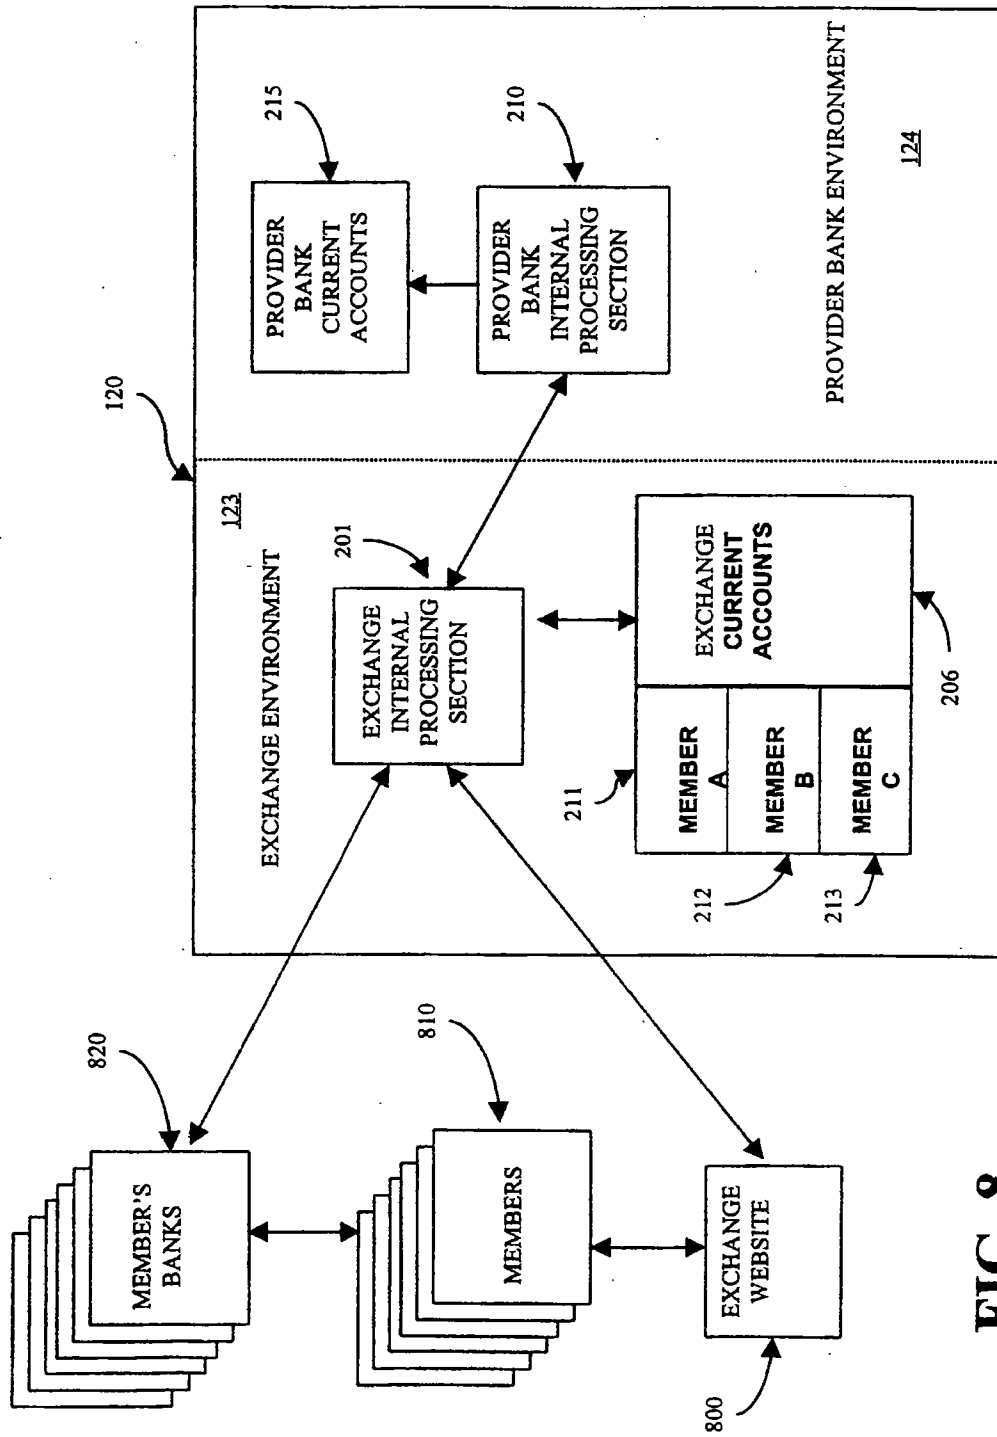 820
MEMBER'S
BANKS
810
MEMBERS
EXCHANGE
WEBSITE
800
120
EXCHANGE ENVIRONMENT
123
201
EXCHANGE
INTERNAL
PROCESSING
SECTION
211
MEMBER
A
MEMBER
B
MEMBER
C
212
213
EXCHANGE
CURRENT
ACCOUNTS
206
215
PROVIDER
BANK
CURRENT
ACCOUNTS
210
PROVIDER
BANK
INTERNAL
PROCESSING
SECTION
PROVIDER BANK ENVIRONMENT
124
FIG. 8